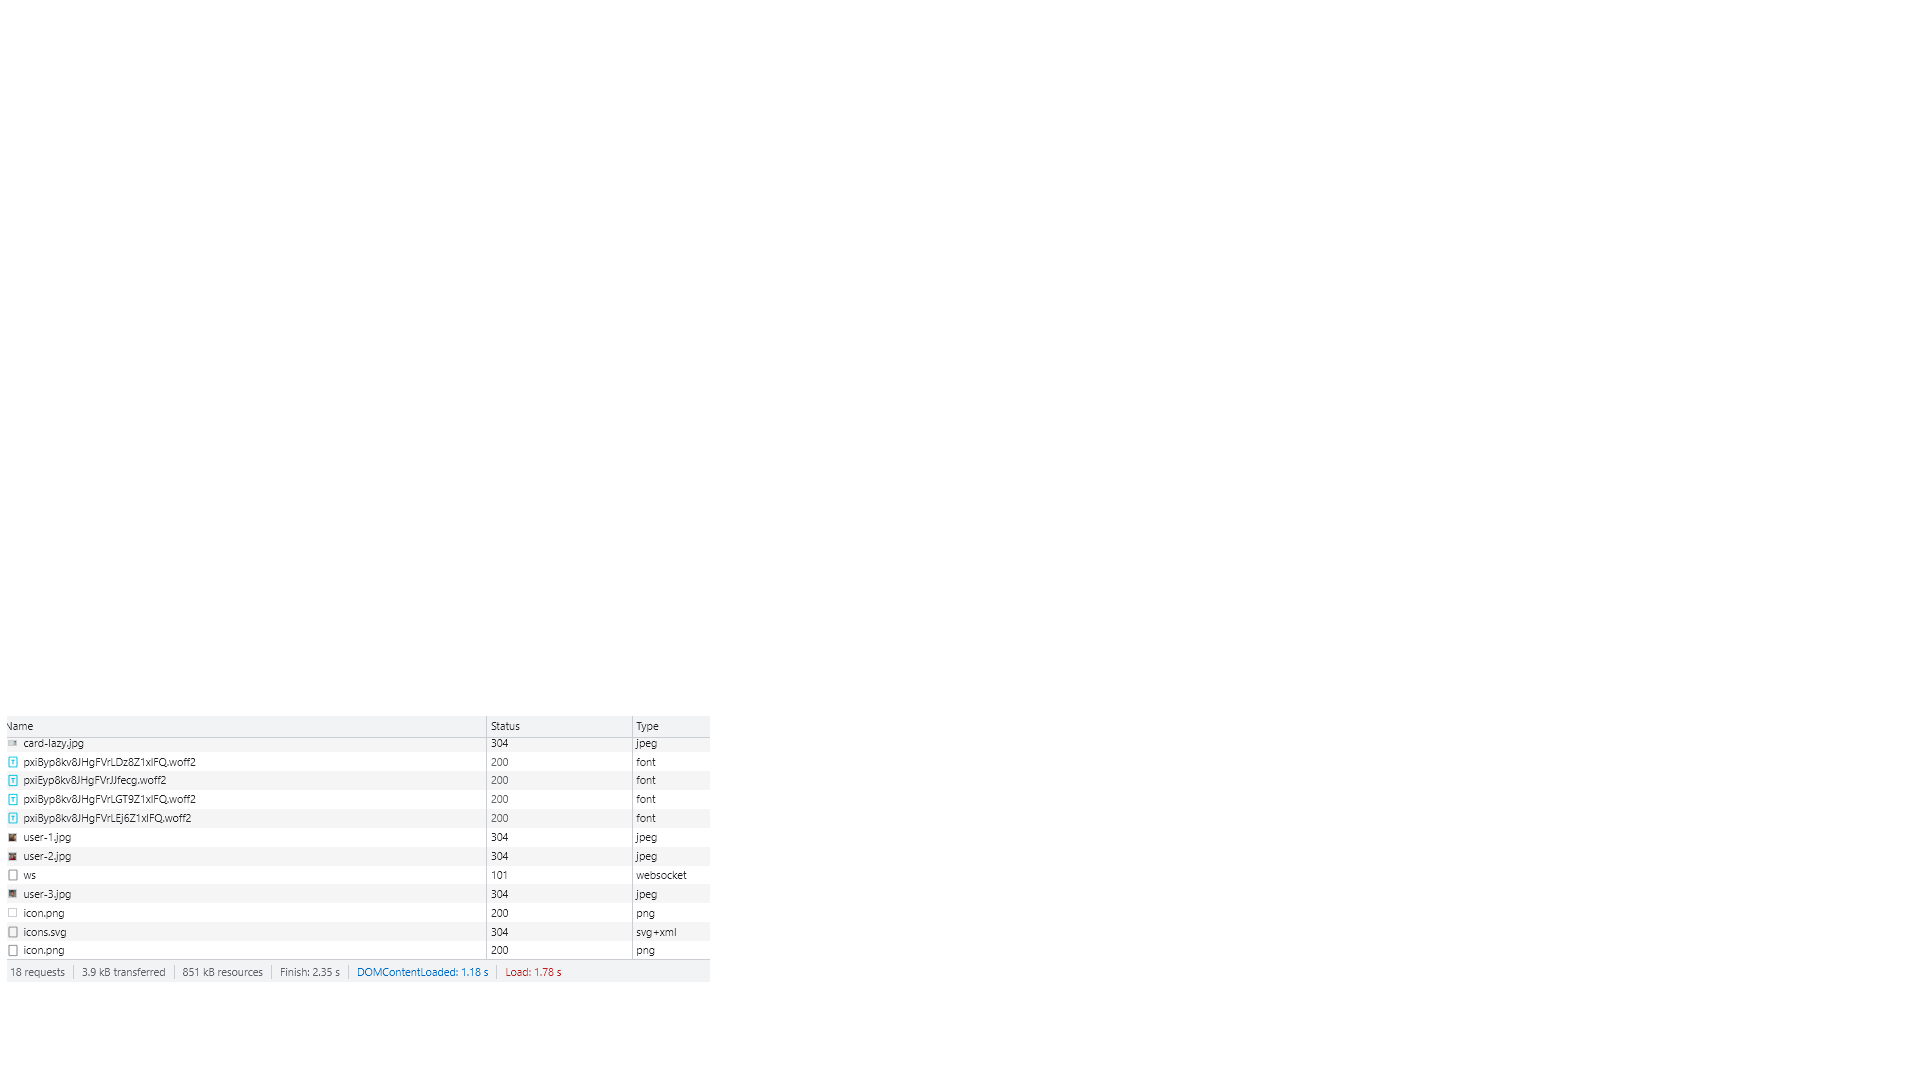 Name Status Type
card-lazy.jpg 304 jpeg
pxiByp8kv8JHgFVrLDz8Z1xlFQ.woff2 200 font
pxiEyp8kv8JHgFVrJJfecg.woff2 200 font
pxiByp8kv8JHgFVrLGT9Z1xlFQ.woff2 200 font
pxiByp8kv8JHgFVrLEj6Z1xlFQ.woff2 200 font
user-1.jpg 304 jpeg
user-2.jpg 304 jpeg
ws 101 websocket
user-3.jpg 304 jpeg
icon.png 200 png
icons.svg 304 svg+xml
icon.png 200 png
18 requests 3.9 kB transferred 851 kB resources Finish: 2.35 s DOMContentLoaded: 1.18 s Load: 1.78 s